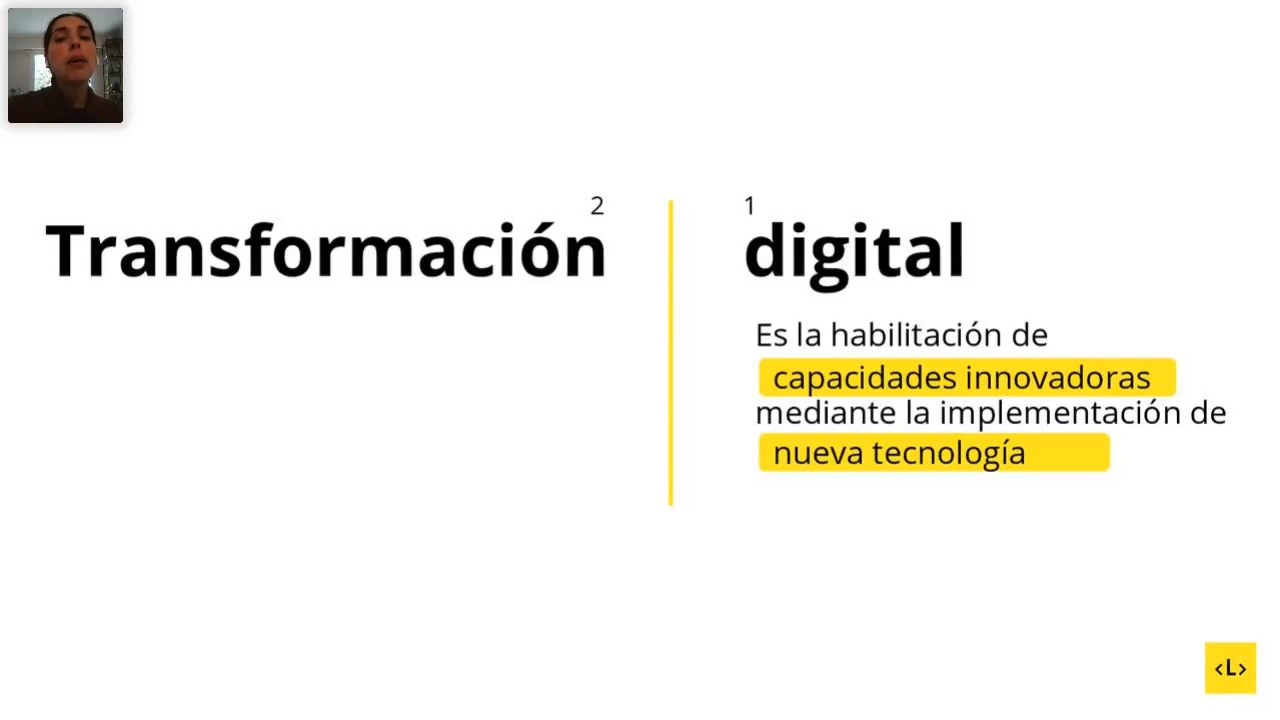 2
Transformación
1
digital
Es la habilitación de
capacidades innovadoras
mediante la implementación de
nueva tecnología
<L>